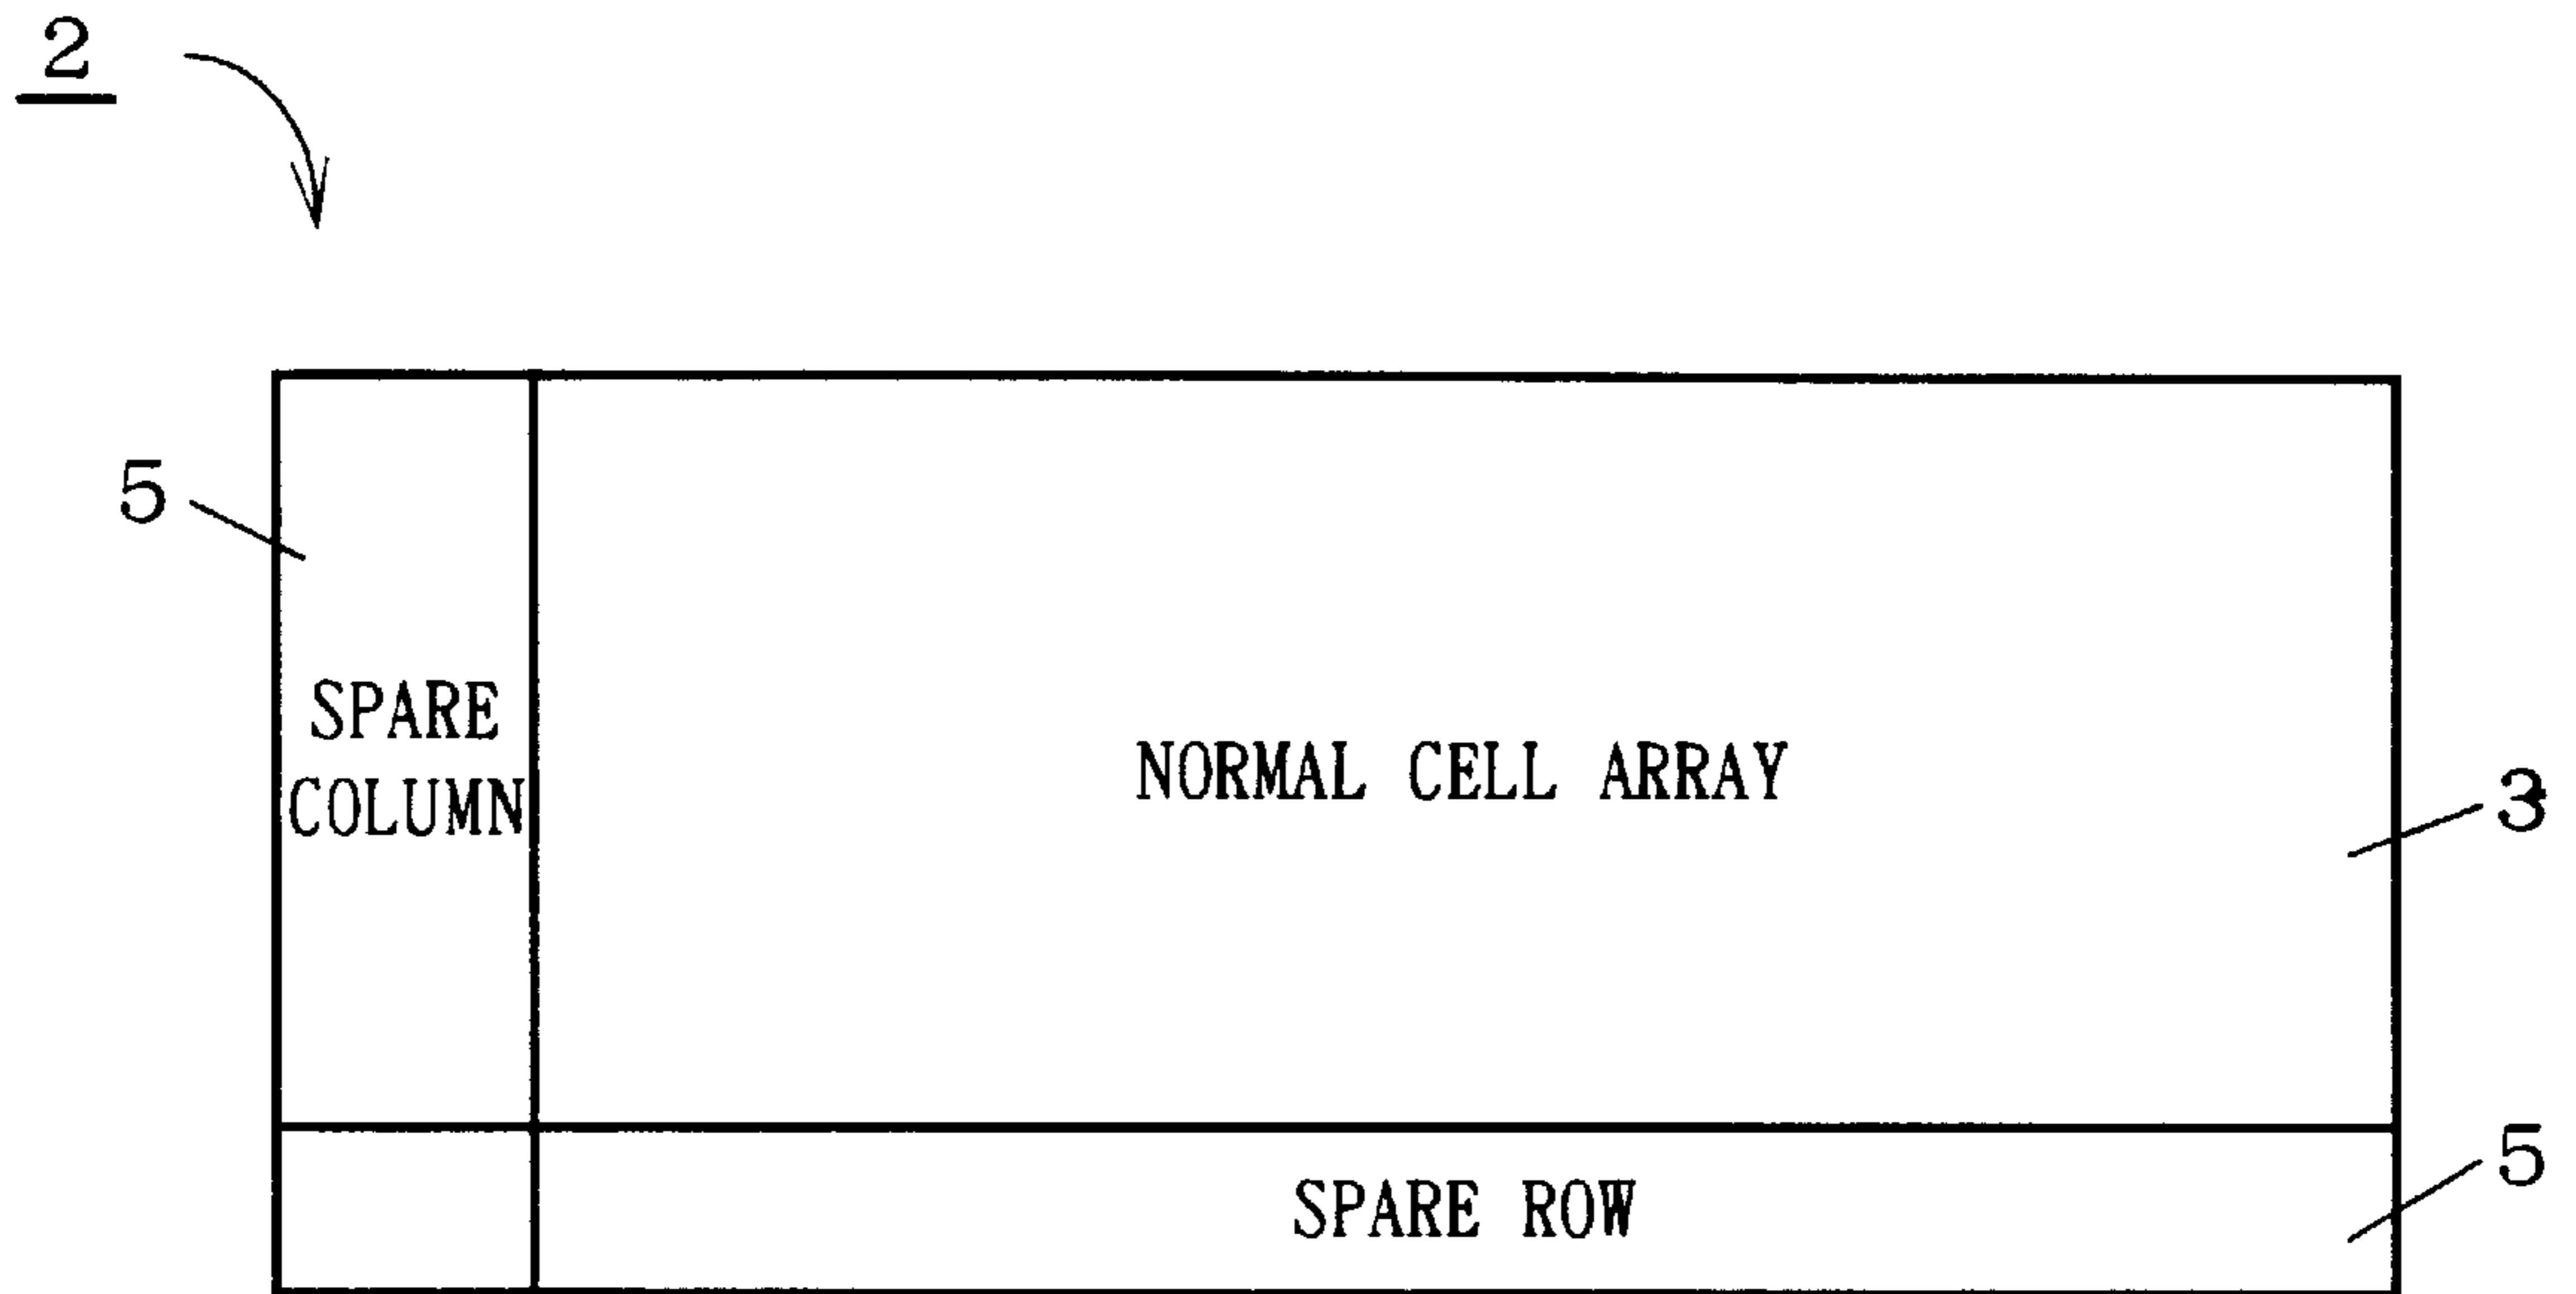 2
5
SPARE
COLUMN
NORMAL CELL ARRAY
3
SPARE ROW
5